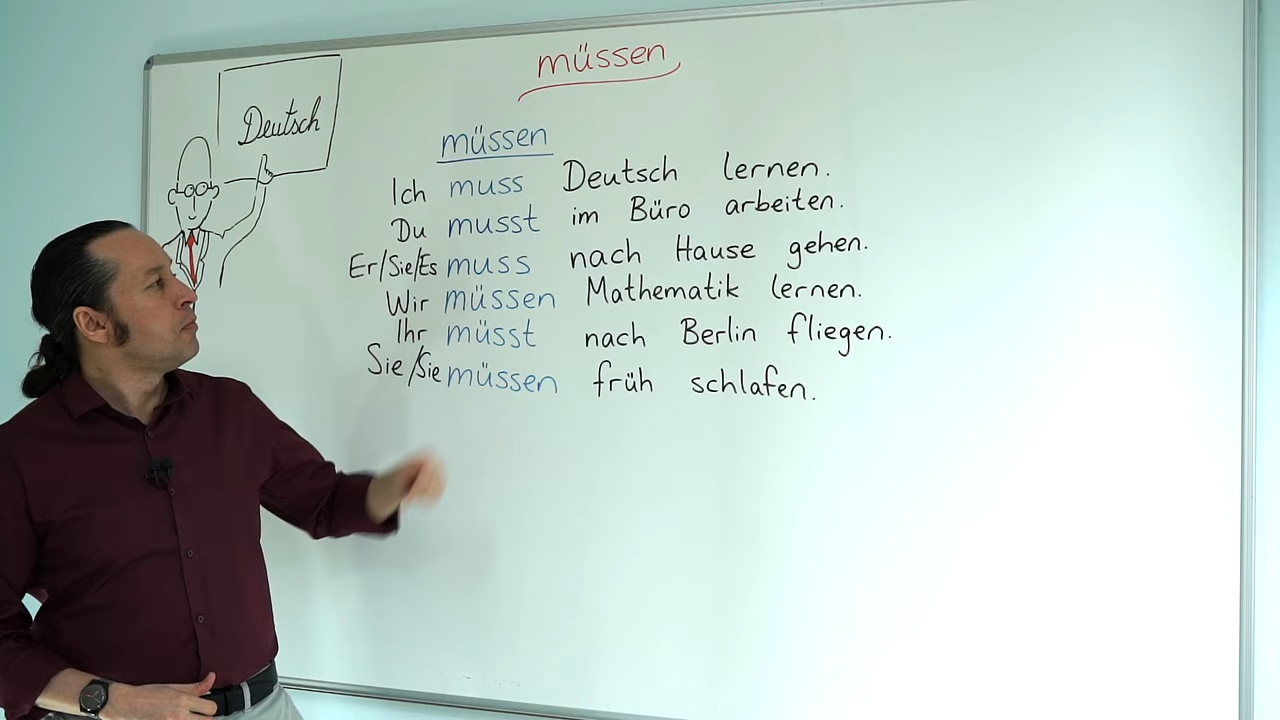 müssen
Deutsch
müssen
Ich muss Deutsch lernen.
Du musst im Büro arbeiten.
Er/Sie/Es muss nach Hause gehen.
Wir müssen Mathematik lernen.
Ihr müsst nach Berlin fliegen.
Sie/Sie müssen früh schlafen.